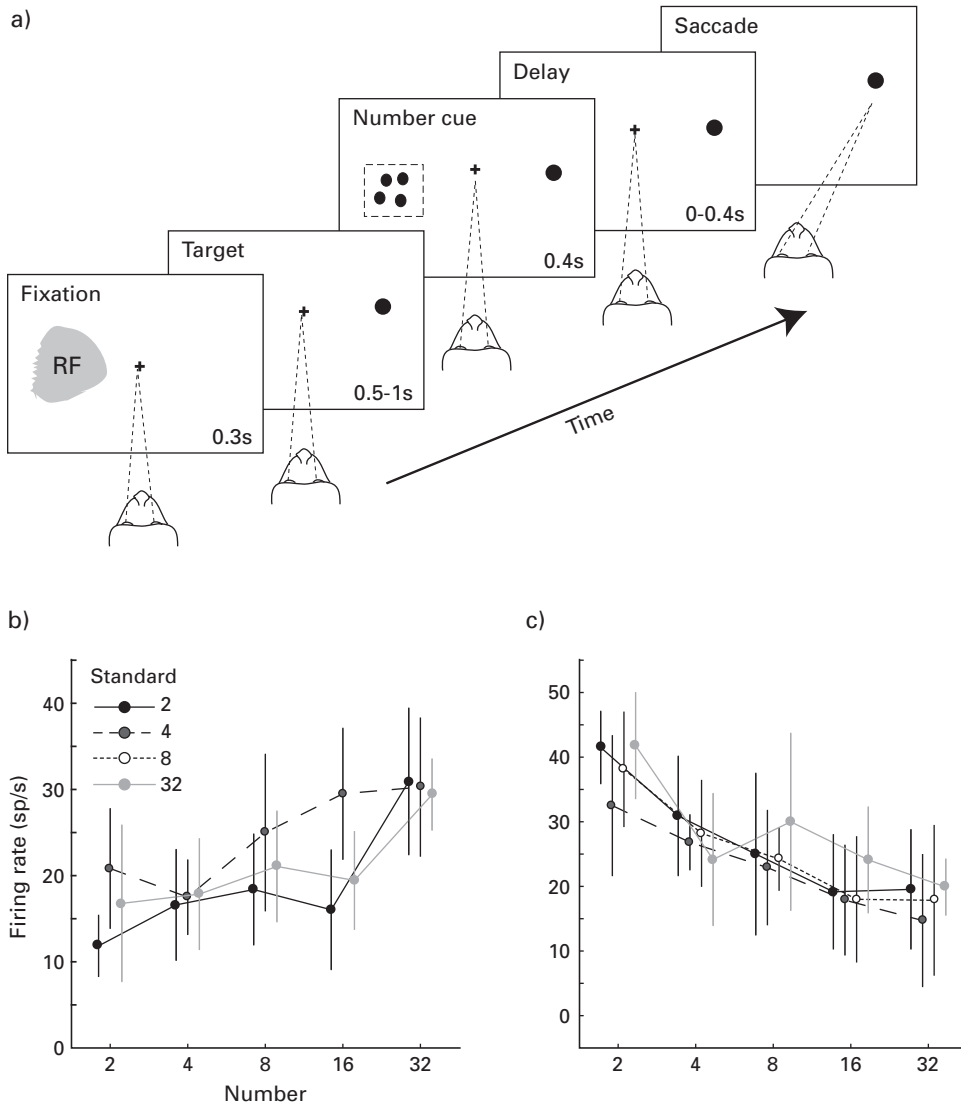 a)
Saccade
Delay
Number cue
0-0.4s
Target
0.4s
Fixation
RF
0.5-1s
0.3s
Time
b)
Standard
2
4
8
32
40
30
20
10
0
Firing rate (sp/s)
2 4 8 16 32
Number
c)
50
40
30
20
10
0
2 4 8 16 32